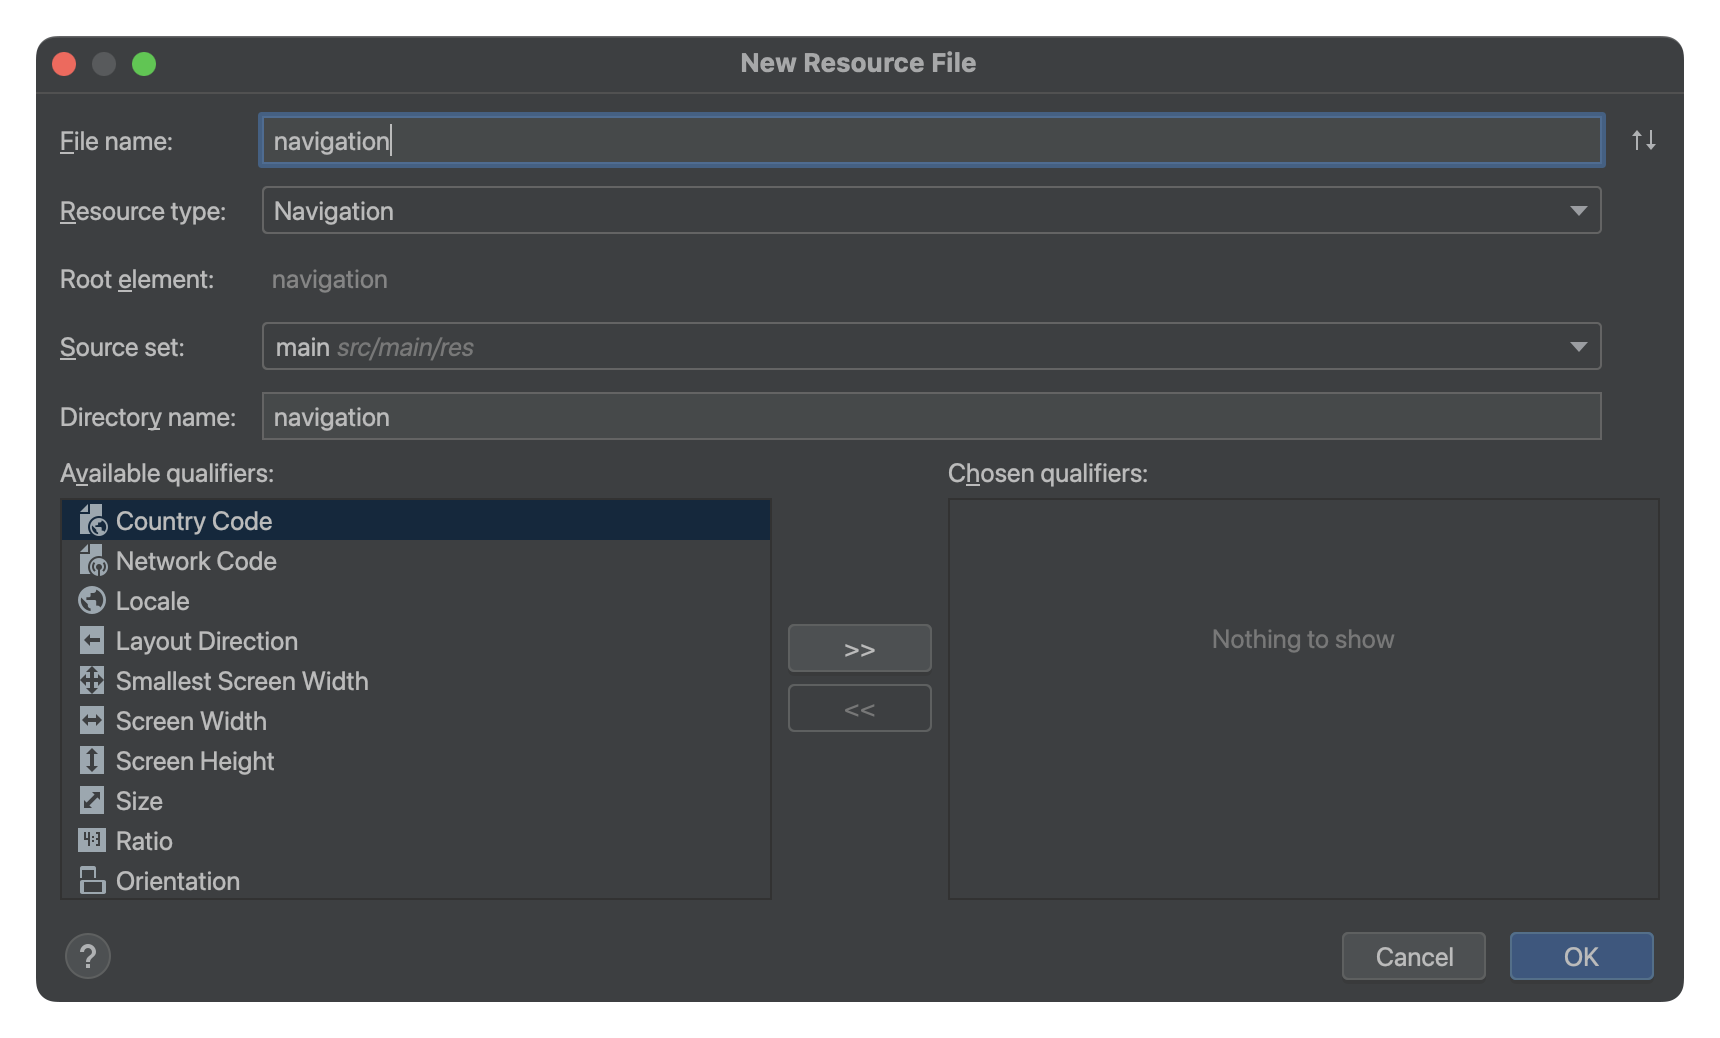 New Resource File
File name: navigation
Resource type: Navigation
Root element: navigation
Source set: main src/main/res
Directory name: navigation
Available qualifiers:
Country Code
Network Code
Locale
Layout Direction
Smallest Screen Width
Screen Width
Screen Height
Size
4:3 Ratio
Orientation
>>
<<
Chosen qualifiers:
Nothing to show
?
Cancel
OK